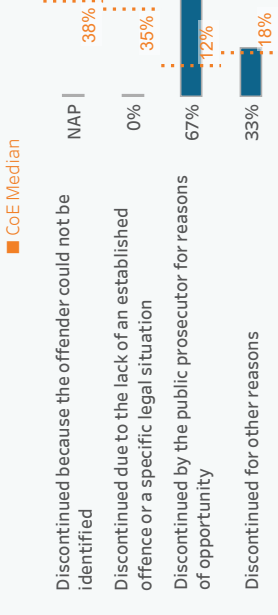 CoE Median
38%
NAP
Discontinued because the offender could not be
identified
35%
0%
Discontinued due to the lack of an established
offence or a specific legal situation
12%
67%
Discontinued by the public prosecutor for reasons
of opportunity
18%
33%
Discontinued for other reasons